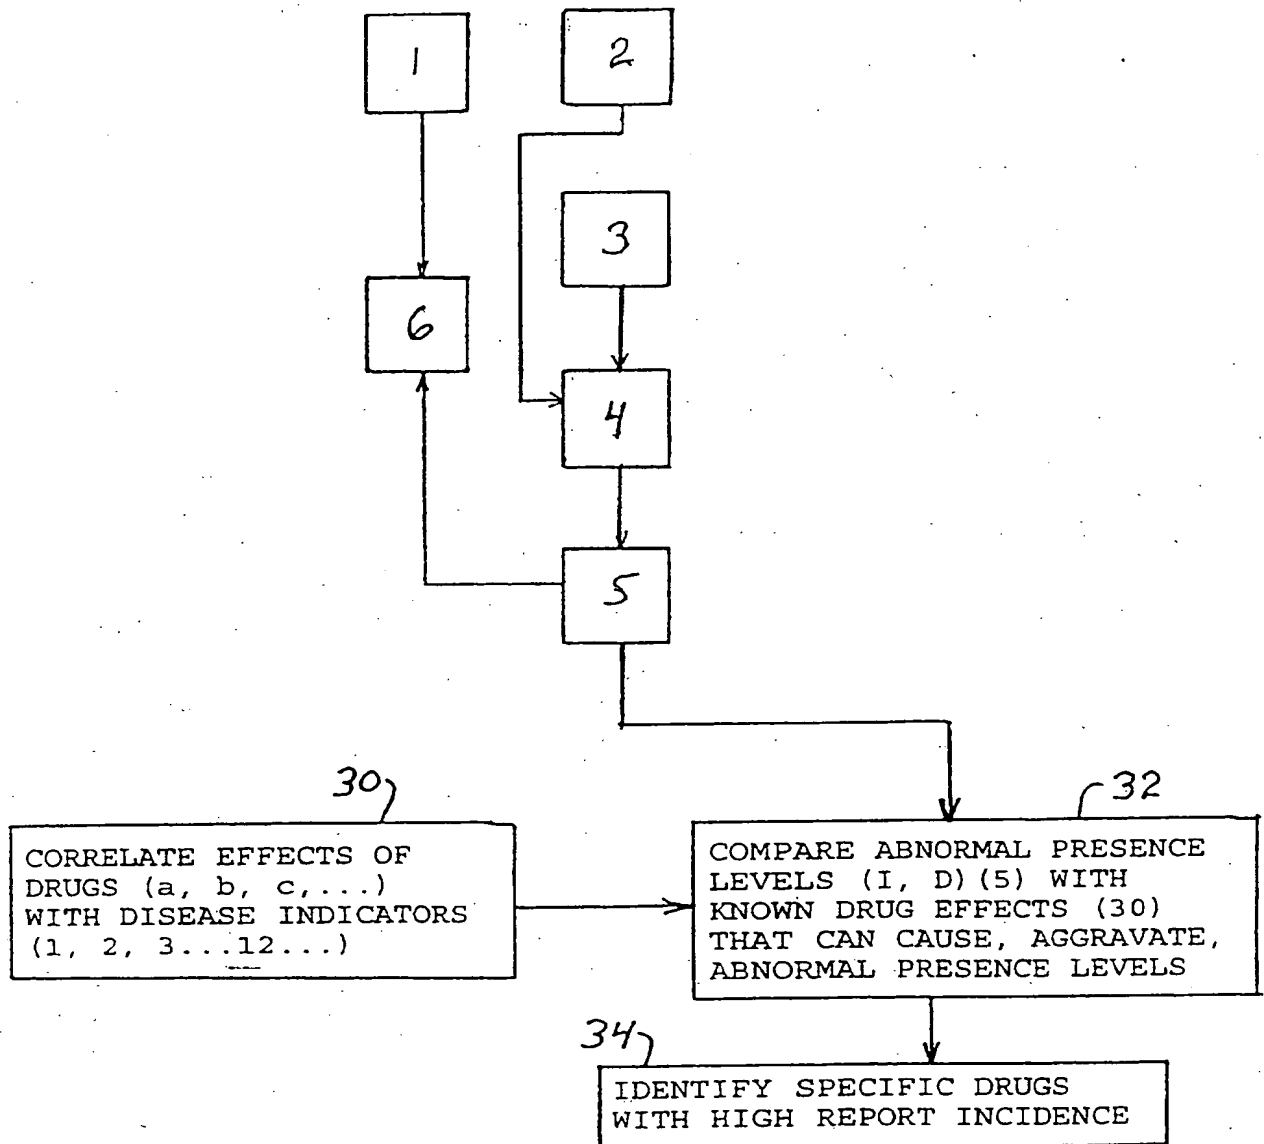 1
2
3
6
4
5
30
CORRELATE EFFECTS OF
DRUGS (a, b, c,...)
WITH DISEASE INDICATORS
(1, 2, 3...12...)
32
COMPARE ABNORMAL PRESENCE
LEVELS (I, D)(5) WITH
KNOWN DRUG EFFECTS (30)
THAT CAN CAUSE, AGGRAVATE,
ABNORMAL PRESENCE LEVELS
34
IDENTIFY SPECIFIC DRUGS
WITH HIGH REPORT INCIDENCE